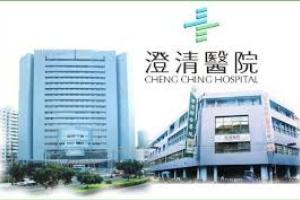 澄清醫院
CHENG CHING HOSPITAL